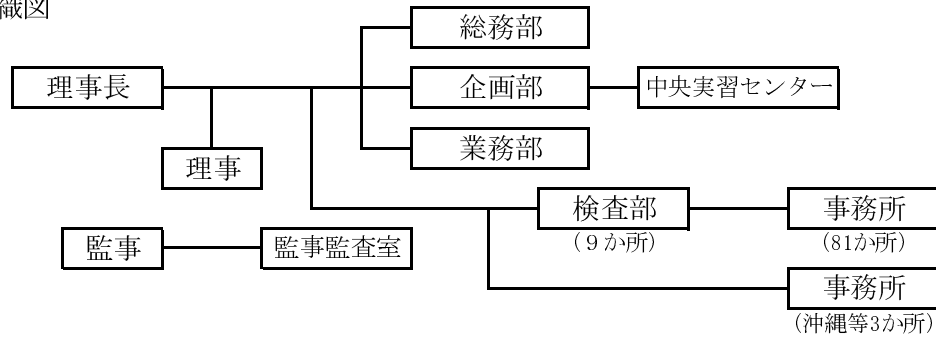 織図
総務部
理事長
企画部
中央実習センター
業務部
理事
検査部
(9か所)
事務所
(81か所)
監事
監事監査室
事務所
(沖縄等3か所)